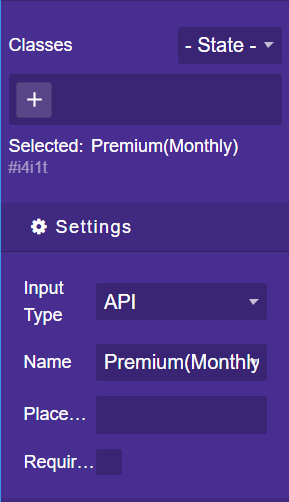 Classes
- State -
+
Selected: Premium(Monthly)
#i4i1t
Settings
Input Type
API
Name
Premium(Monthly
Place…
Requir…